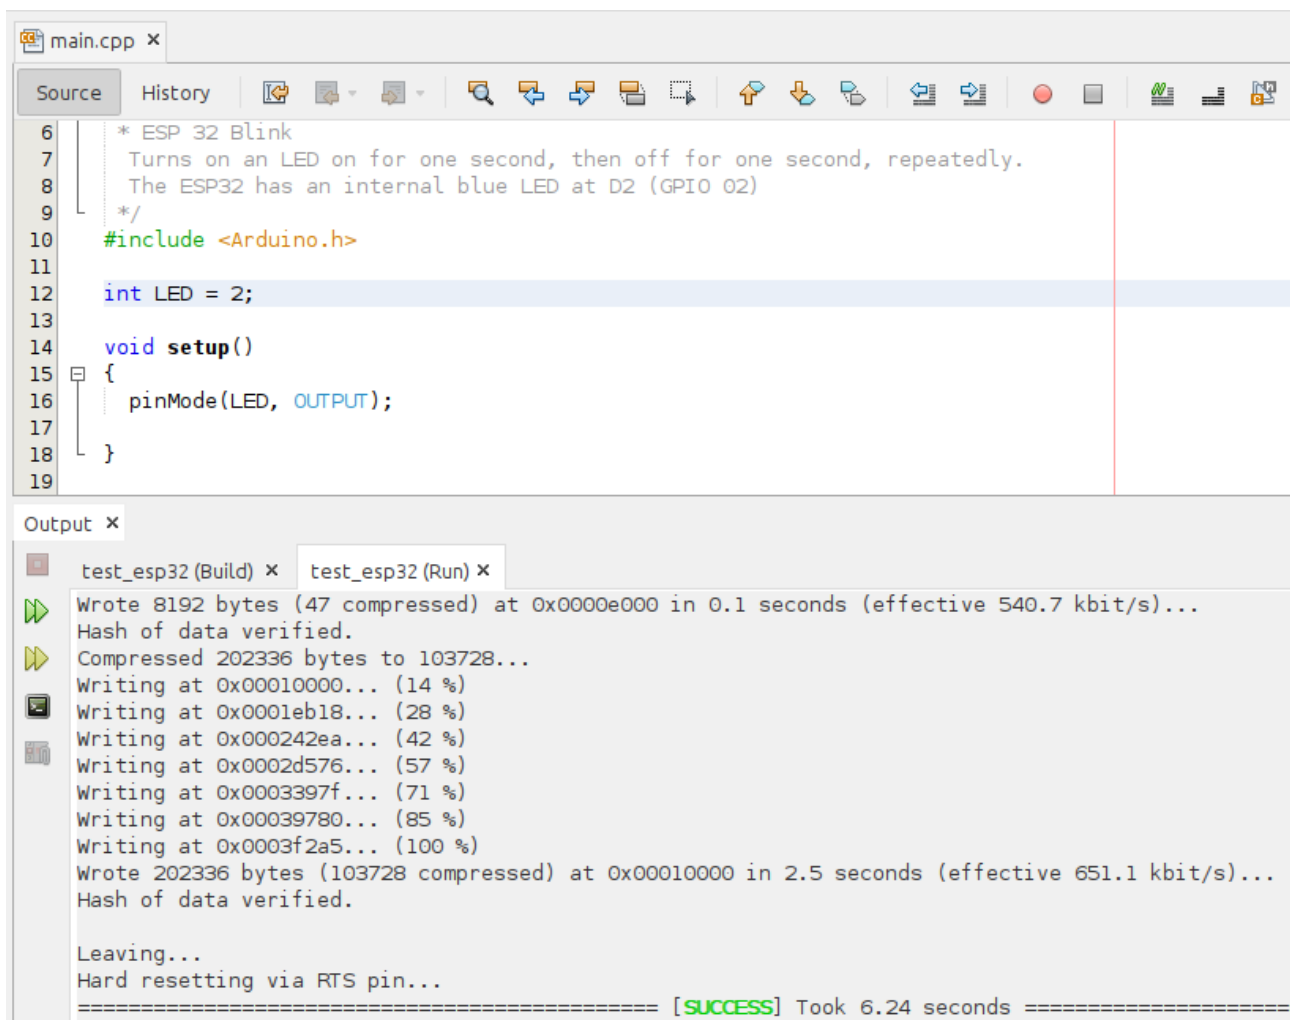 main.cpp ×
Source History
6 * ESP 32 Blink
7 Turns on an LED on for one second, then off for one second, repeatedly.
8 The ESP32 has an internal blue LED at D2 (GPIO 02)
9 */
10 #include <Arduino.h>
11
12 int LED = 2;
13
14 void setup()
15 {
16 pinMode(LED, OUTPUT);
17
18 }
19
Output ×
test_esp32 (Build) × test_esp32 (Run) ×
Wrote 8192 bytes (47 compressed) at 0x0000e000 in 0.1 seconds (effective 540.7 kbit/s)...
Hash of data verified.
Compressed 202336 bytes to 103728...
Writing at 0x00010000... (14 %)
Writing at 0x0001eb18... (28 %)
Writing at 0x000242ea... (42 %)
Writing at 0x0002d576... (57 %)
Writing at 0x0003397f... (71 %)
Writing at 0x00039780... (85 %)
Writing at 0x0003f2a5... (100 %)
Wrote 202336 bytes (103728 compressed) at 0x00010000 in 2.5 seconds (effective 651.1 kbit/s)...
Hash of data verified.
Leaving...
Hard resetting via RTS pin...
============================================== [SUCCESS] Took 6.24 seconds =====================